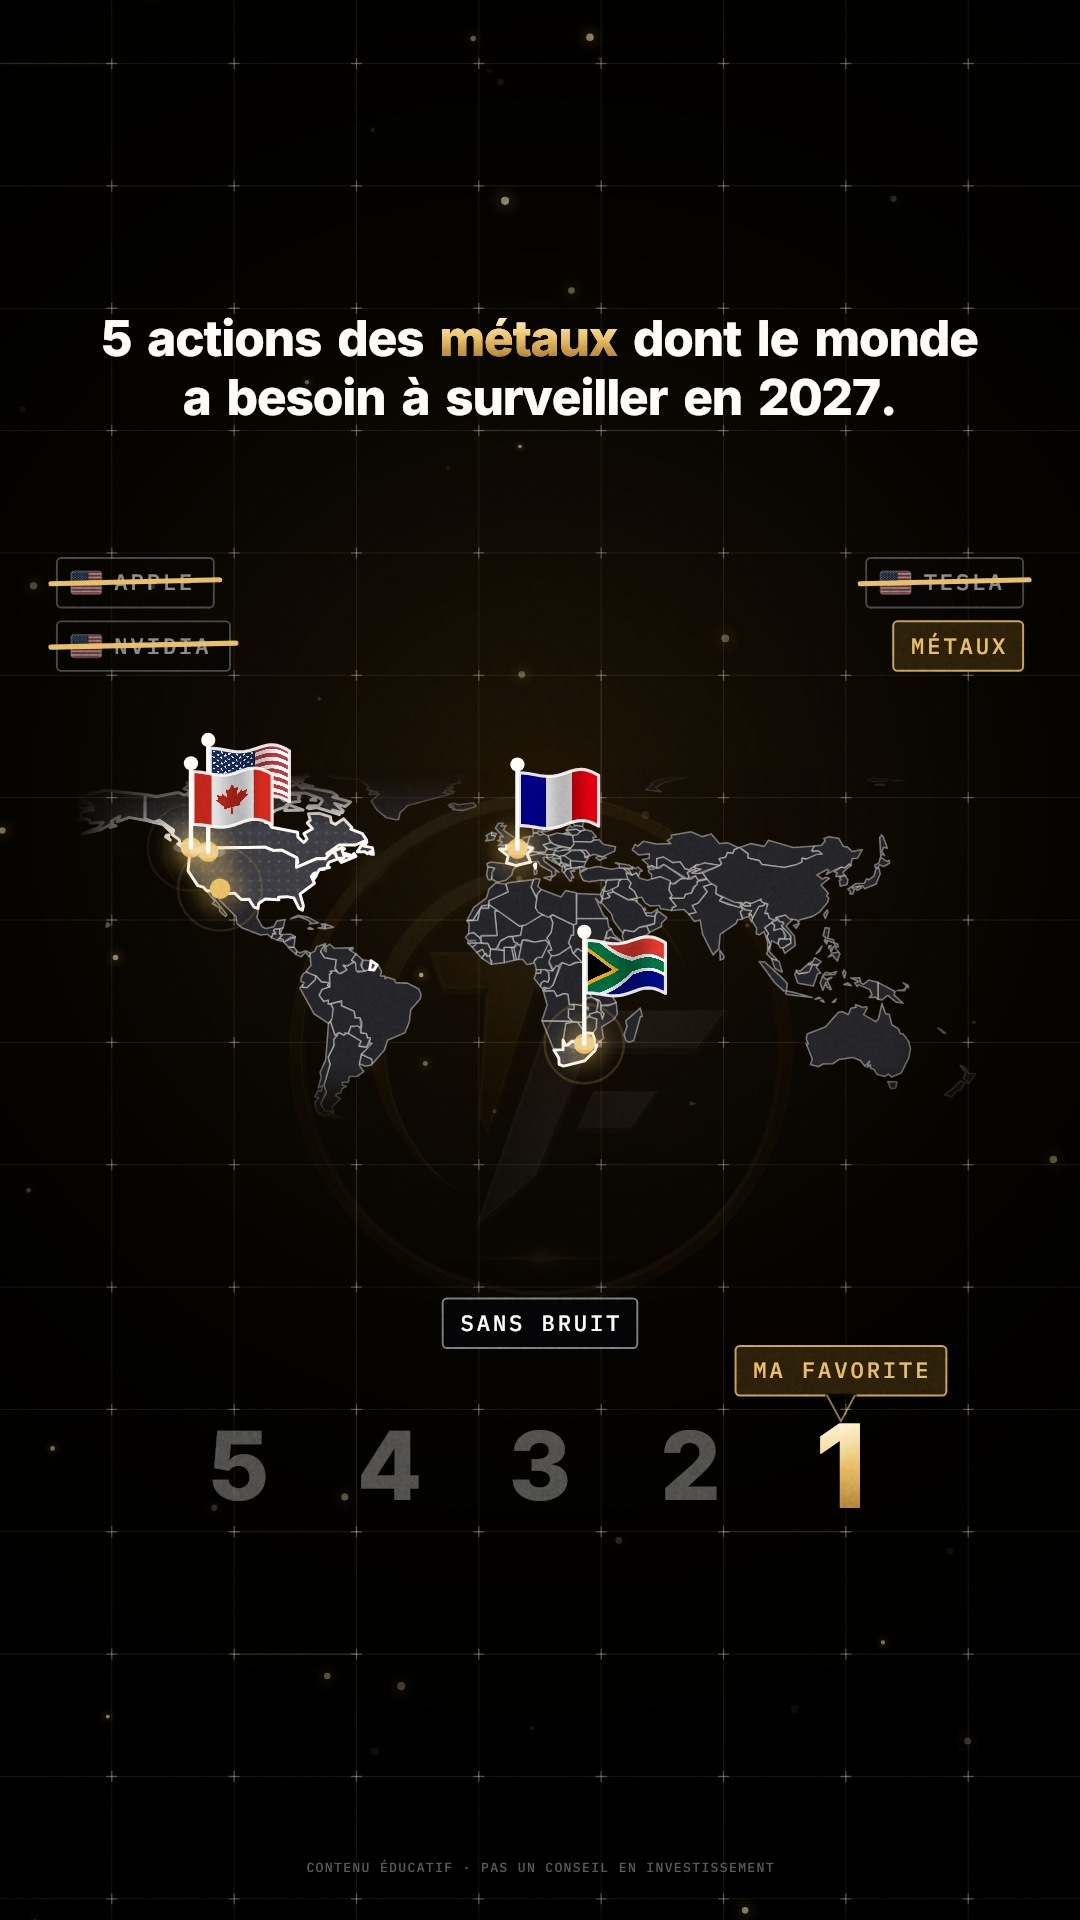 5 actions des métaux dont le monde
a besoin à surveiller en 2027.
APPLE
TESLA
NVIDIA
MÉTAUX
SANS BRUIT
MA FAVORITE
5 4 3 2 1
CONTENU ÉDUCATIF · PAS UN CONSEIL EN INVESTISSEMENT